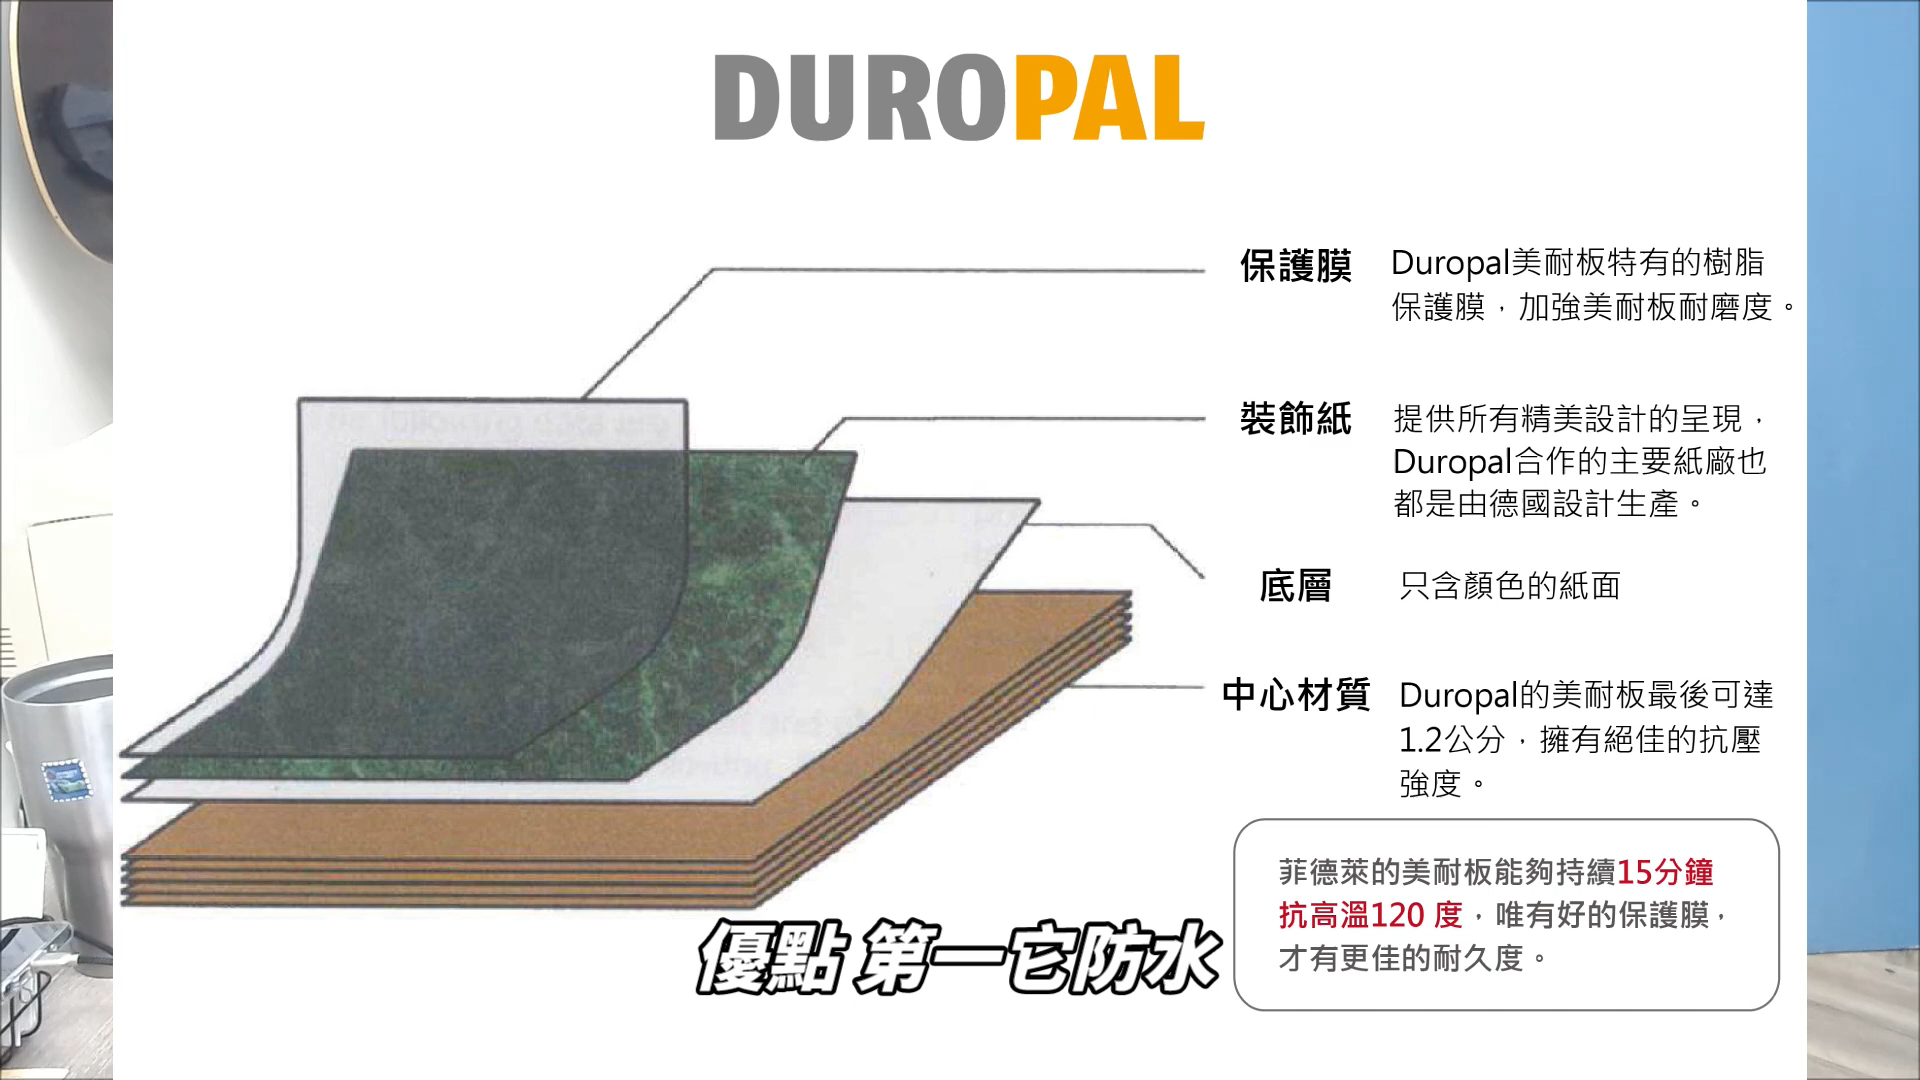 DUROPAL
保護膜
Duropal美耐板特有的樹脂
保護膜，加強美耐板耐磨度。
裝飾紙
提供所有精美設計的呈現，
Duropal合作的主要紙廠也
都是由德國設計生產。
底層
只含顏色的紙面
中心材質
Duropal的美耐板最後可達
1.2公分，擁有絕佳的抗壓
強度。
菲德萊的美耐板能夠持續15分鐘
抗高溫120 度，唯有好的保護膜，
才有更佳的耐久度。
優點 第一它防水